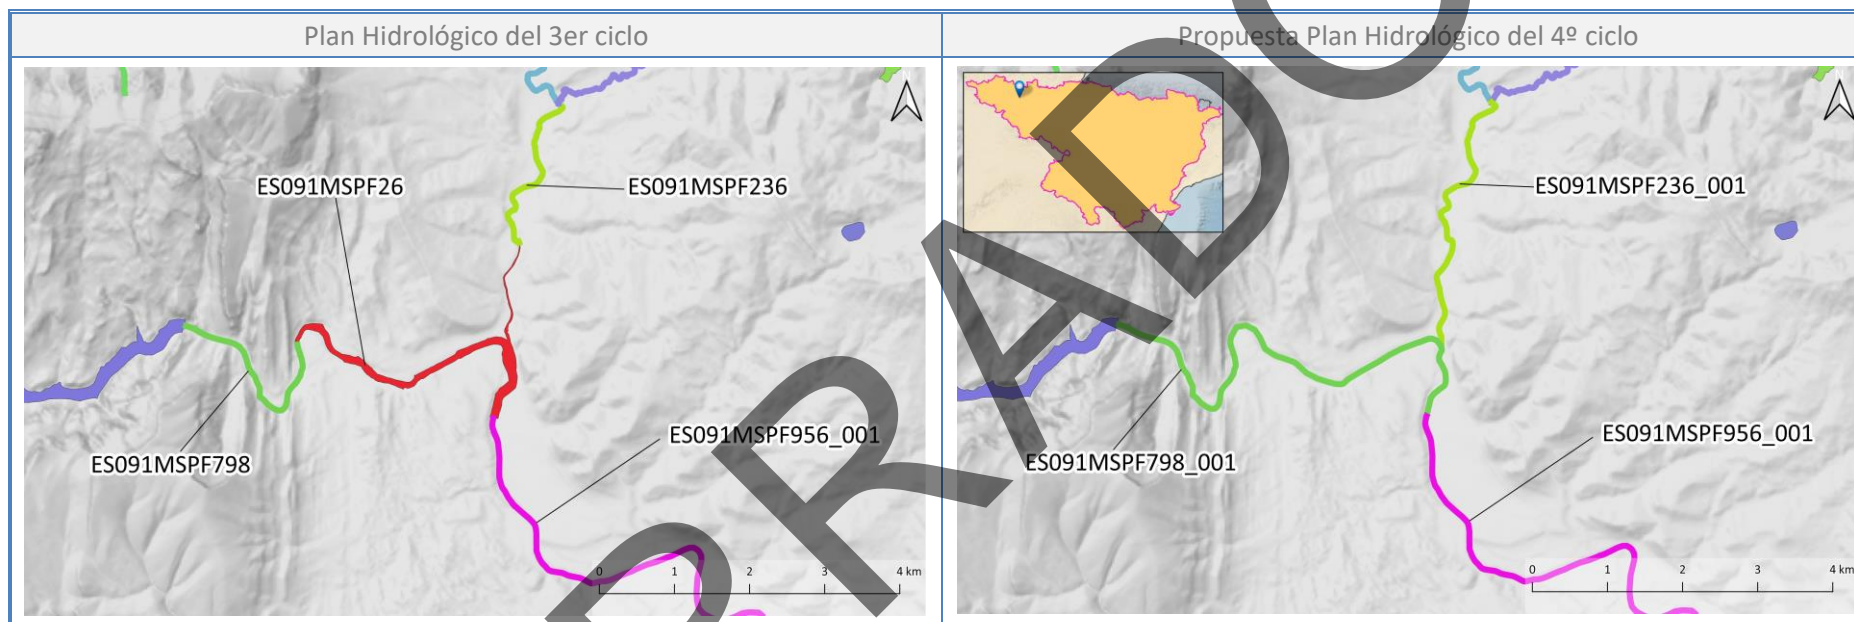 Plan Hidrológico del 3er ciclo
Propuesta Plan Hidrológico del 4º ciclo
ES091MSPF26
ES091MSPF236
ES091MSPF956_001
ES091MSPF798
0 1 2 3 4 km
ES091MSPF236_001
ES091MSPF956_001
ES091MSPF798_001
0 1 2 3 4 km